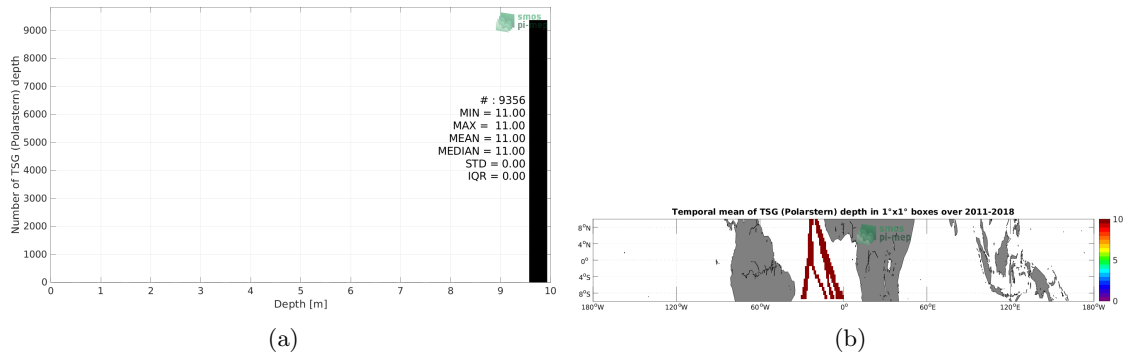 smos
pi-mep
9000
8000
7000
6000
5000
4000
3000
2000
1000
0
Number of TSG (Polarstern) depth
# : 9356
MIN = 11.00
MAX = 11.00
MEAN = 11.00
MEDIAN = 11.00
STD = 0.00
IQR = 0.00
0 1 2 3 4 5 6 7 8 9 10
Depth [m]
(a)
Temporal mean of TSG (Polarstern) depth in 1°x1° boxes over 2011-2018
smos
pi-mep
8°N
4°N
0°
4°S
8°S
180°W 120°W 60°W 0° 60°E 120°E 180°W
10
5
0
(b)